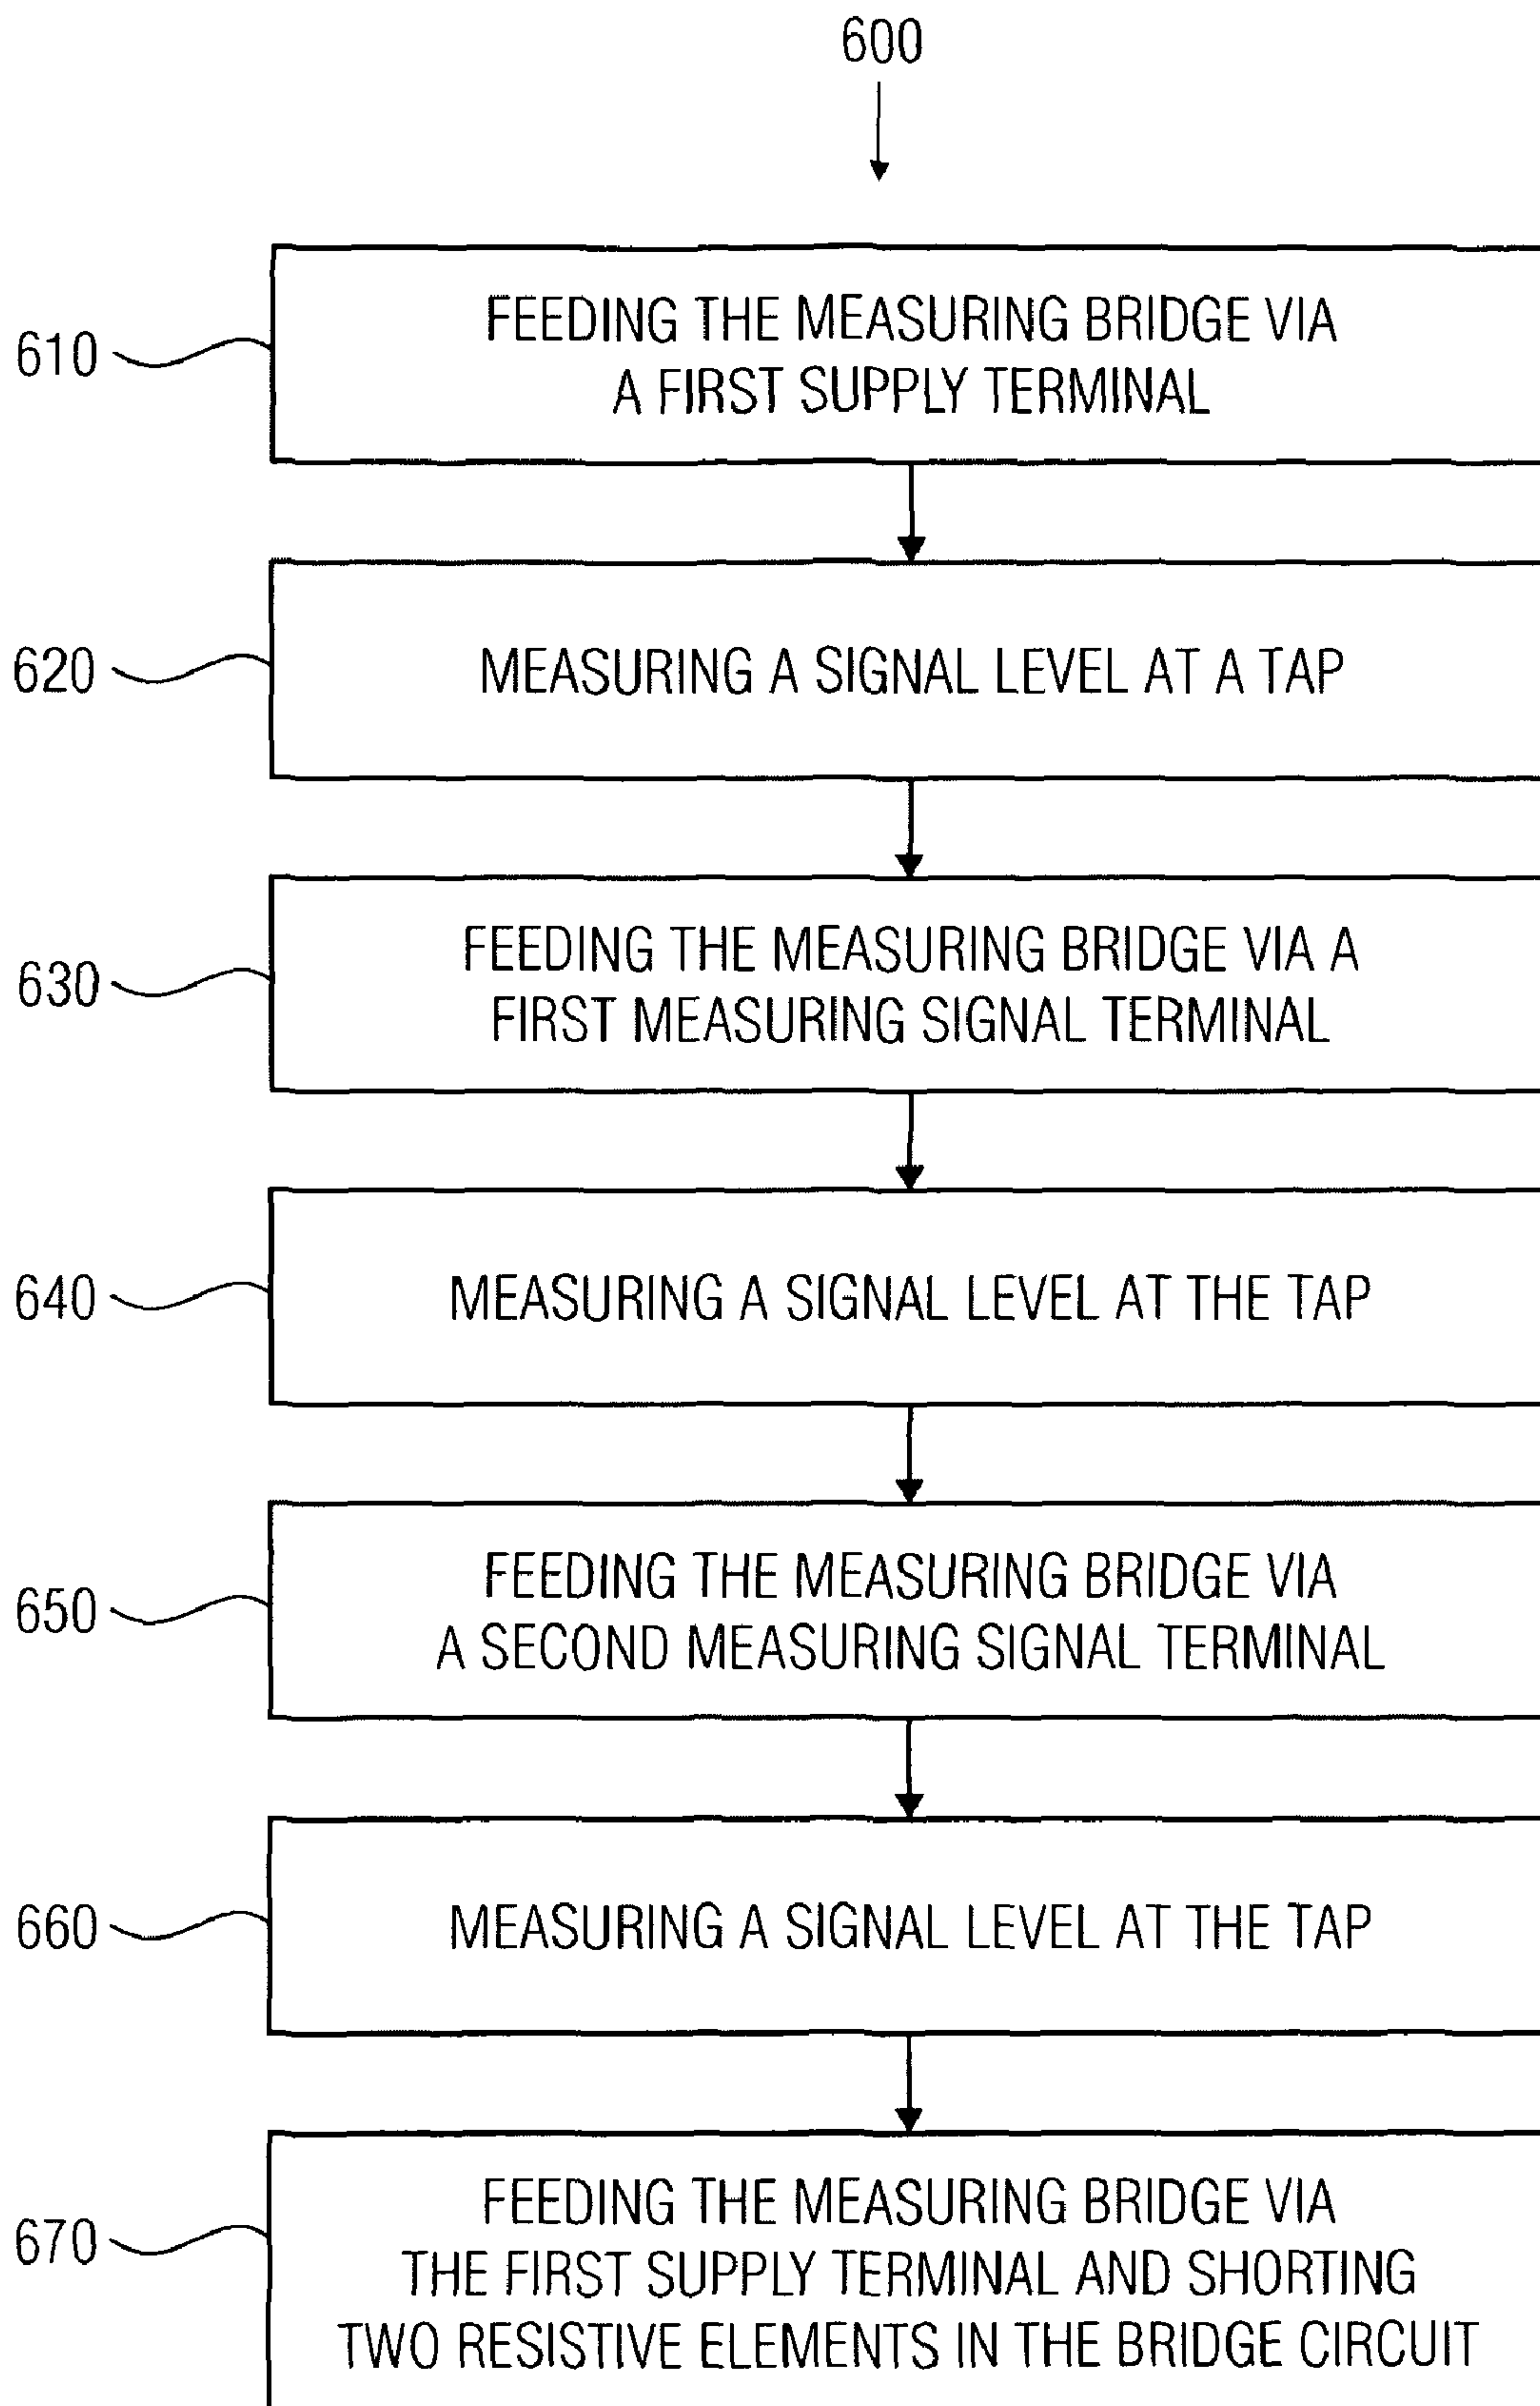 600
610
FEEDING THE MEASURING BRIDGE VIA
A FIRST SUPPLY TERMINAL
620
MEASURING A SIGNAL LEVEL AT A TAP
630
FEEDING THE MEASURING BRIDGE VIA A
FIRST MEASURING SIGNAL TERMINAL
640
MEASURING A SIGNAL LEVEL AT THE TAP
650
FEEDING THE MEASURING BRIDGE VIA
A SECOND MEASURING SIGNAL TERMINAL
660
MEASURING A SIGNAL LEVEL AT THE TAP
670
FEEDING THE MEASURING BRIDGE VIA
THE FIRST SUPPLY TERMINAL AND SHORTING
TWO RESISTIVE ELEMENTS IN THE BRIDGE CIRCUIT